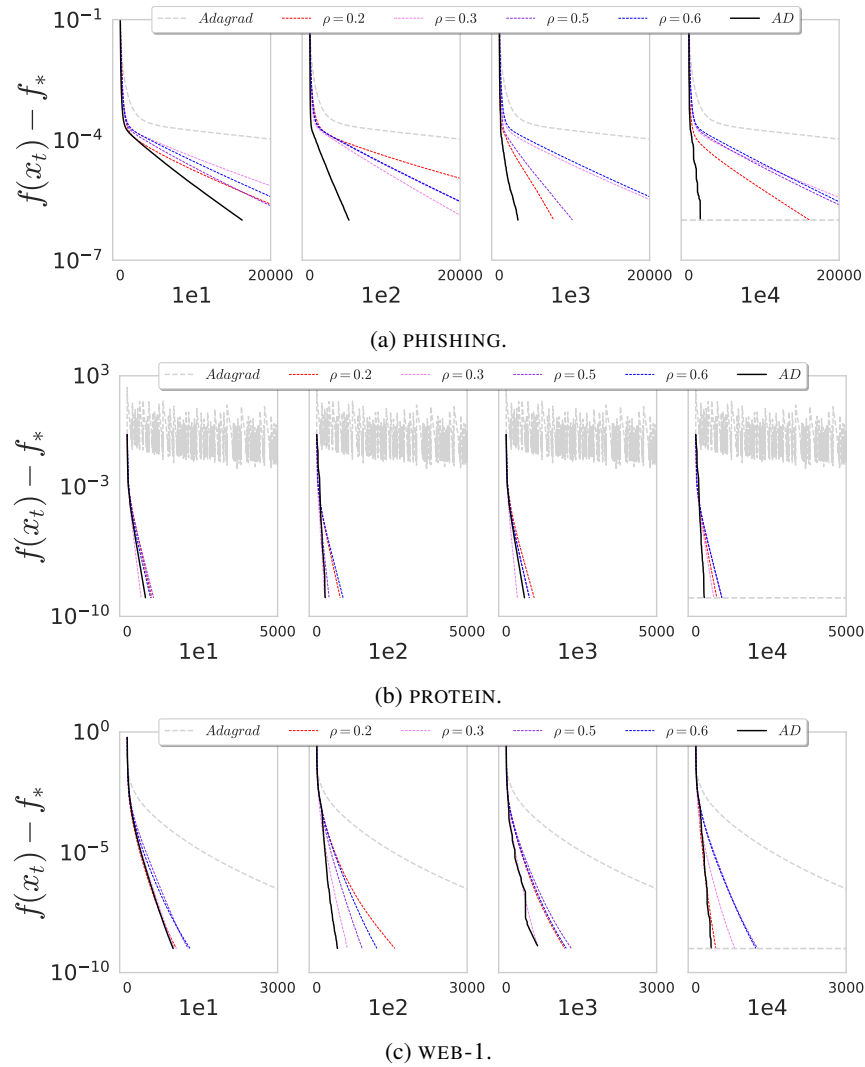 Adagrad ρ = 0.2 ρ = 0.3 ρ = 0.5 ρ = 0.6 AD
f(x_t) − f_*
10^{-1}
10^{-4}
10^{-7}
0 20000 0 20000 0 20000 0 20000
1e1 1e2 1e3 1e4
(a) PHISHING.
Adagrad ρ = 0.2 ρ = 0.3 ρ = 0.5 ρ = 0.6 AD
f(x_t) − f_*
10^{3}
10^{-3}
10^{-10}
0 5000 0 5000 0 5000 0 5000
1e1 1e2 1e3 1e4
(b) PROTEIN.
Adagrad ρ = 0.2 ρ = 0.3 ρ = 0.5 ρ = 0.6 AD
f(x_t) − f_*
10^{0}
10^{-5}
10^{-10}
0 3000 0 3000 0 3000 0 3000
1e1 1e2 1e3 1e4
(c) WEB-1.